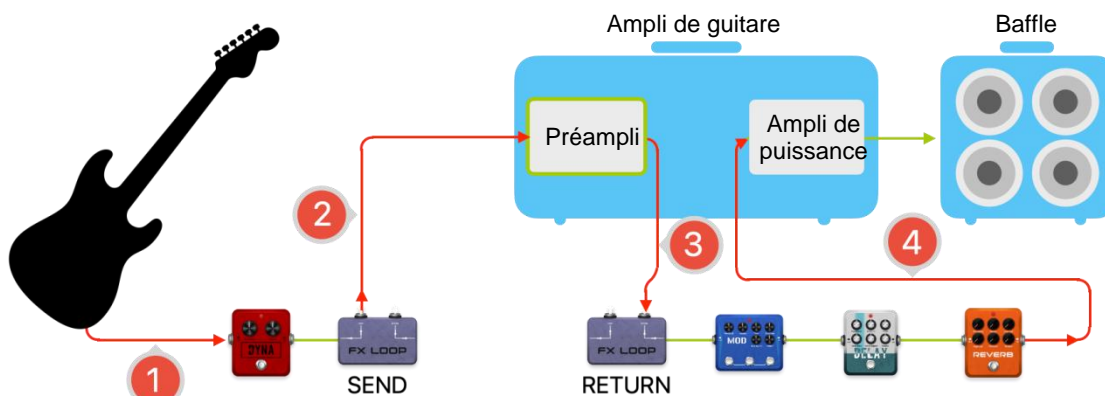 Ampli de guitare
Baffle
Préampli
Ampli de
puissance
2
3
4
1
DYNA
FX LOOP
SEND
FX LOOP
RETURN
MOD
DELAY
REVERB